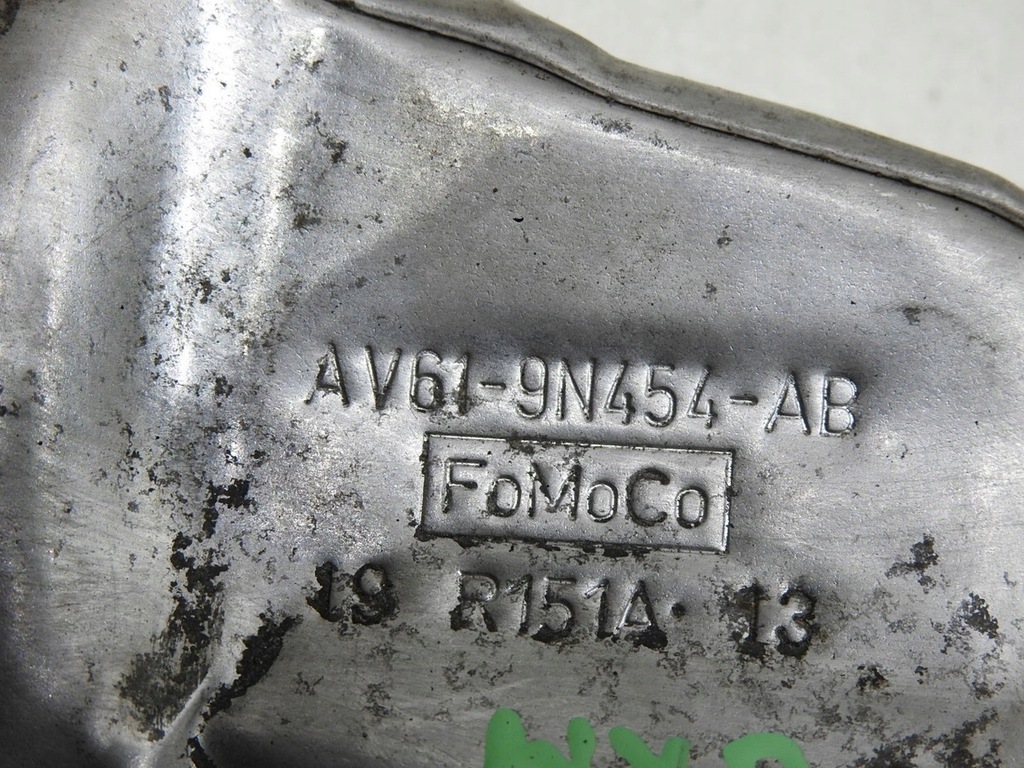 AV61-9N454-AB
FoMoCo
19 R151A· 13